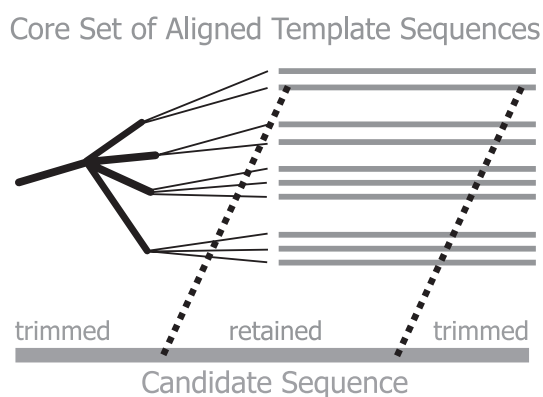 Core Set of Aligned Template Sequences
trimmed retained trimmed
Candidate Sequence